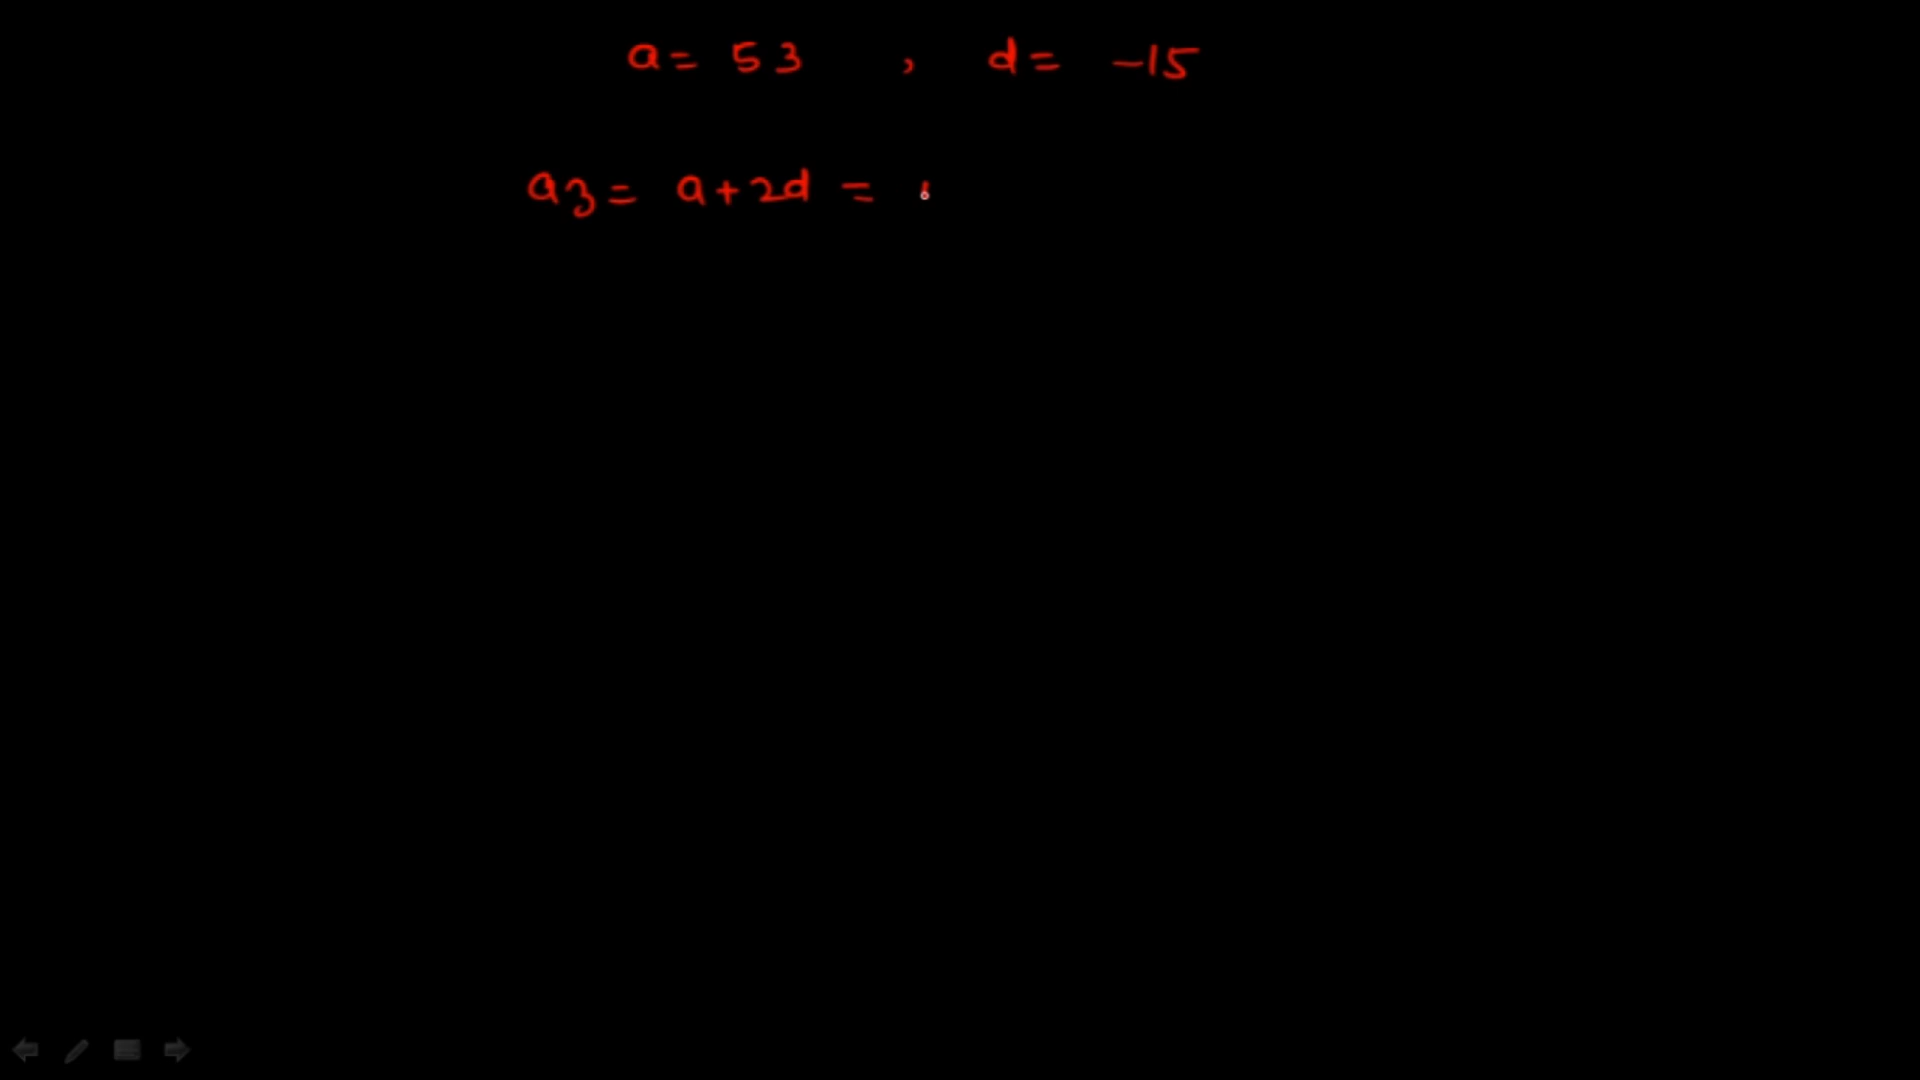 a = 53 , d = -15
a3 = a+2d =